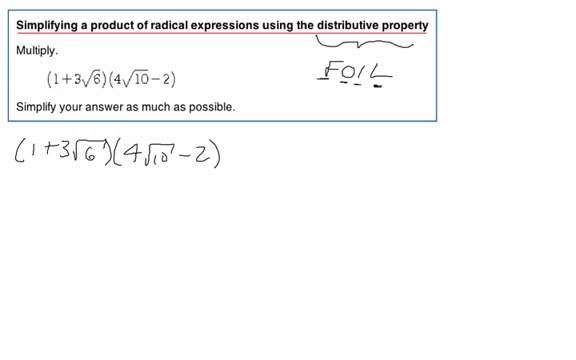 Simplifying a product of radical expressions using the distributive property
Multiply.
FOIL
(1+3√6)(4√10−2)
Simplify your answer as much as possible.
(1+3√6)(4√10−2)